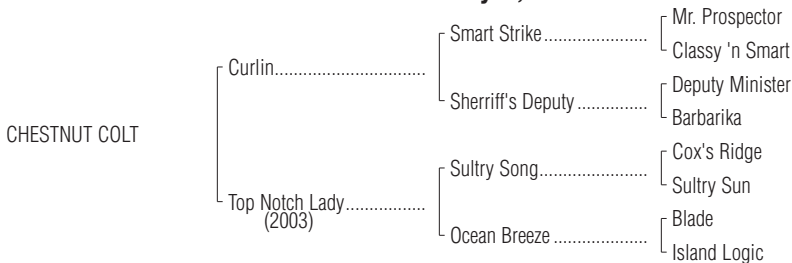 Mr. Prospector
Smart Strike......................
Classy 'n Smart
Curlin...............................
Deputy Minister
Sherriff's Deputy ...............
Barbarika
CHESTNUT COLT
Cox's Ridge
Sultry Song.......................
Sultry Sun
Top Notch Lady.................
(2003)
Blade
Ocean Breeze ....................
Island Logic